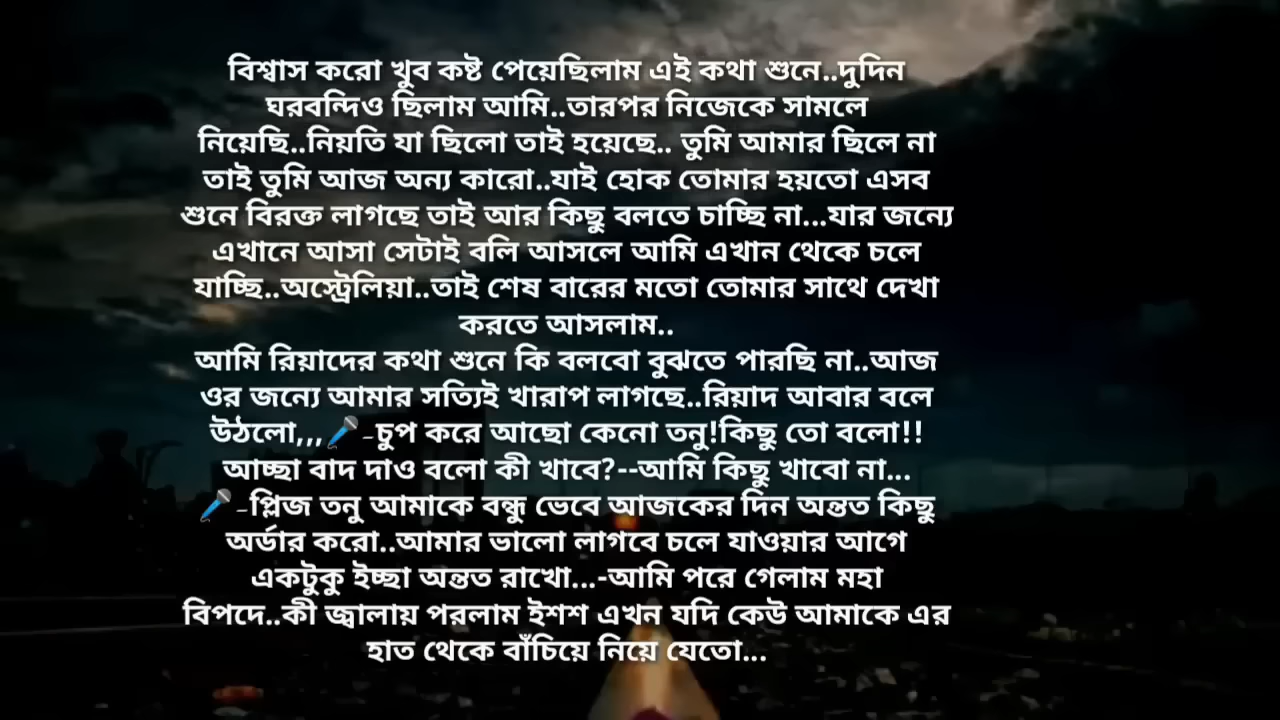 বিশ্বাস করো খুব কষ্ট পেয়েছিলাম এই কথা শুনে..দুদিন
ঘরবন্দিও ছিলাম আমি..তারপর নিজেকে সামলে
নিয়েছি..নিয়তি যা ছিলো তাই হয়েছে.. তুমি আমার ছিলে না
তাই তুমি আজ অন্য কারো..যাই হোক তোমার হয়তো এসব
শুনে বিরক্ত লাগছে তাই আর কিছু বলতে চাচ্ছি না...যার জন্যে
এখানে আসা সেটাই বলি আসলে আমি এখান থেকে চলে
যাচ্ছি..অস্ট্রেলিয়া..তাই শেষ বারের মতো তোমার সাথে দেখা
করতে আসলাম..
আমি রিয়াদের কথা শুনে কি বলবো বুঝতে পারছি না..আজ
ওর জন্যে আমার সত্যিই খারাপ লাগছে..রিয়াদ আবার বলে
উঠলো,,,🎤-চুপ করে আছো কেনো তনু!কিছু তো বলো!!
আচ্ছা বাদ দাও বলো কী খাবে?--আমি কিছু খাবো না...
🎤-প্লিজ তনু আমাকে বন্ধু ভেবে আজকের দিন অন্তত কিছু
অর্ডার করো..আমার ভালো লাগবে চলে যাওয়ার আগে
একটুকু ইচ্ছা অন্তত রাখো...-আমি পরে গেলাম মহা
বিপদে..কী জ্বালায় পরলাম ইশশ এখন যদি কেউ আমাকে এর
হাত থেকে বাঁচিয়ে নিয়ে যেতো...